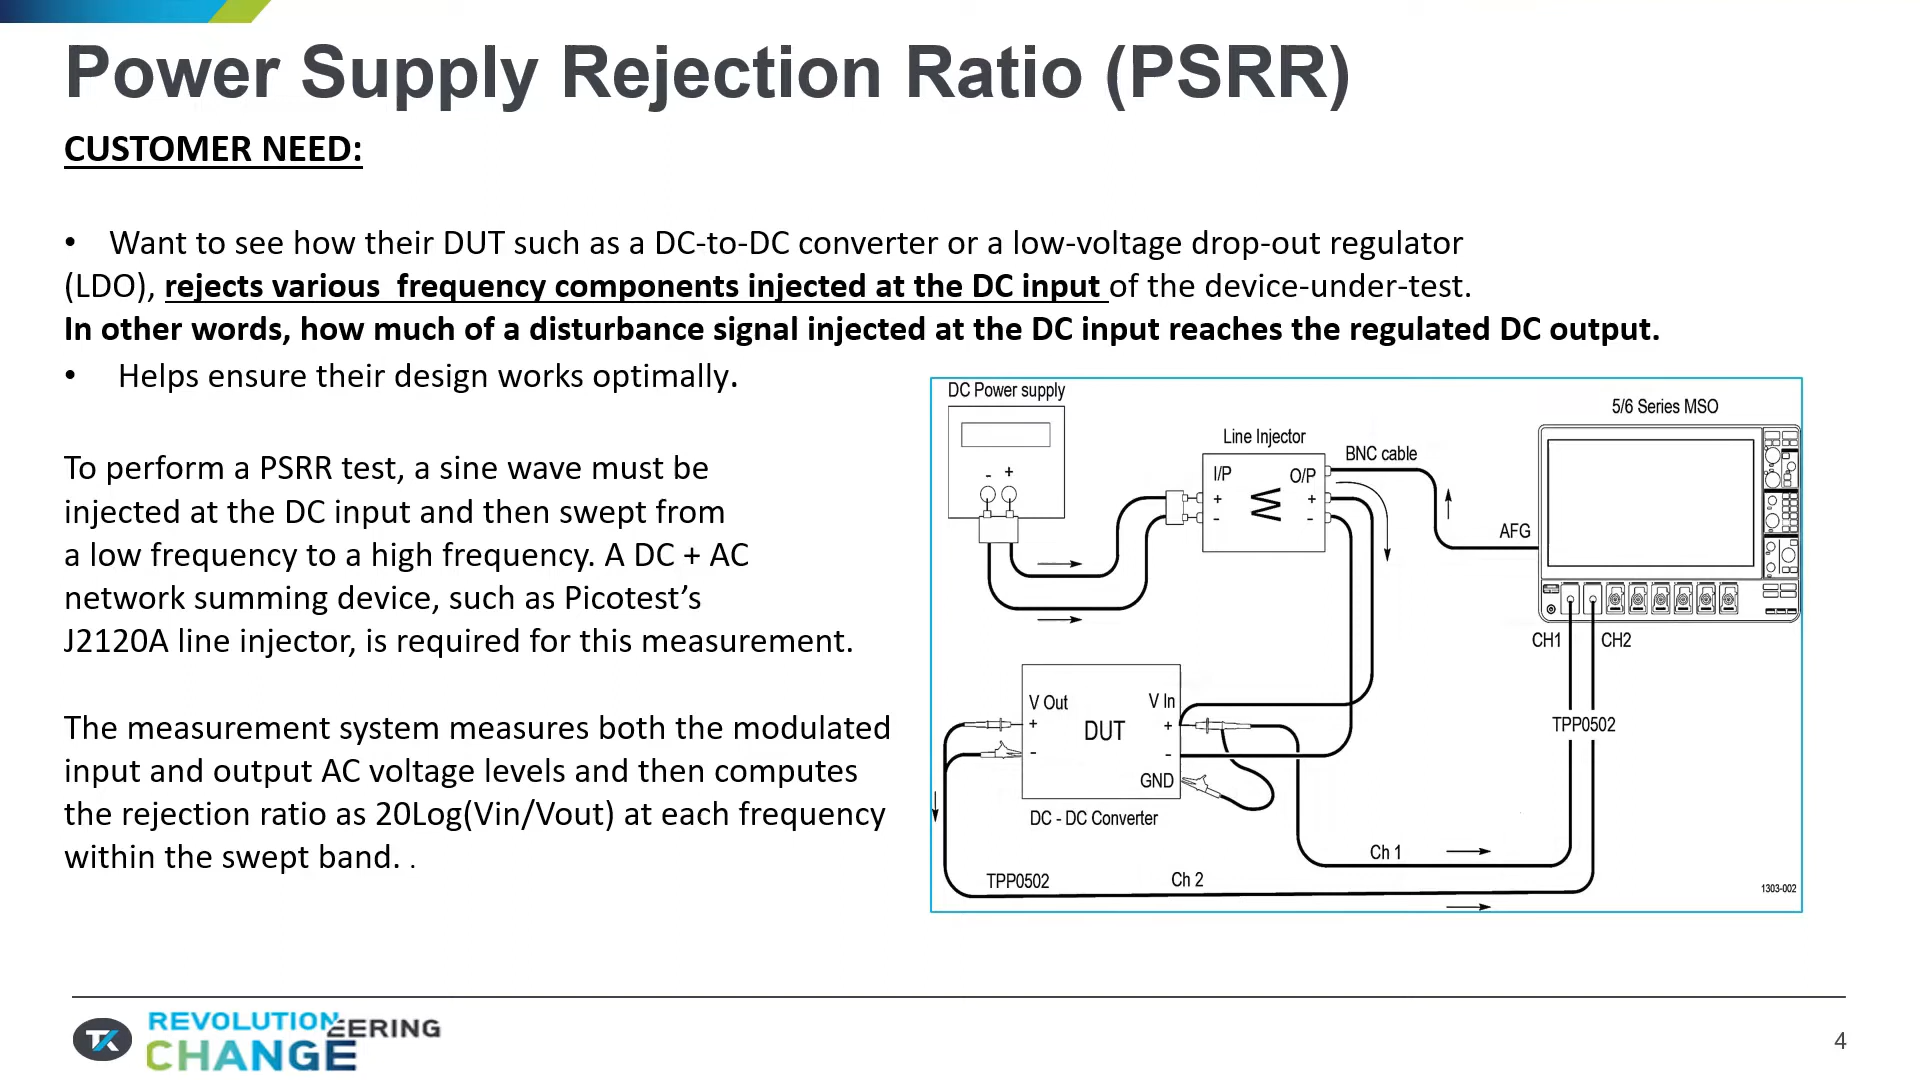 Power Supply Rejection Ratio (PSRR)
CUSTOMER NEED:
• Want to see how their DUT such as a DC-to-DC converter or a low-voltage drop-out regulator
(LDO), rejects various  frequency components injected at the DC input of the device-under-test.
In other words, how much of a disturbance signal injected at the DC input reaches the regulated DC output.
• Helps ensure their design works optimally.
To perform a PSRR test, a sine wave must be
injected at the DC input and then swept from
a low frequency to a high frequency. A DC + AC
network summing device, such as Picotest’s
J2120A line injector, is required for this measurement.
The measurement system measures both the modulated
input and output AC voltage levels and then computes
the rejection ratio as 20Log(Vin/Vout) at each frequency
within the swept band. .
DC Power supply
- +
Line Injector
I/P O/P
+ +
- -
BNC cable
5/6 Series MSO
AFG
CH1 CH2
TPP0502
V Out V In
+ DUT +
- -
GND
DC - DC Converter
Ch 1
TPP0502 Ch 2
1303-002
TK
REVOLUTION
EERING
CHANGE
4